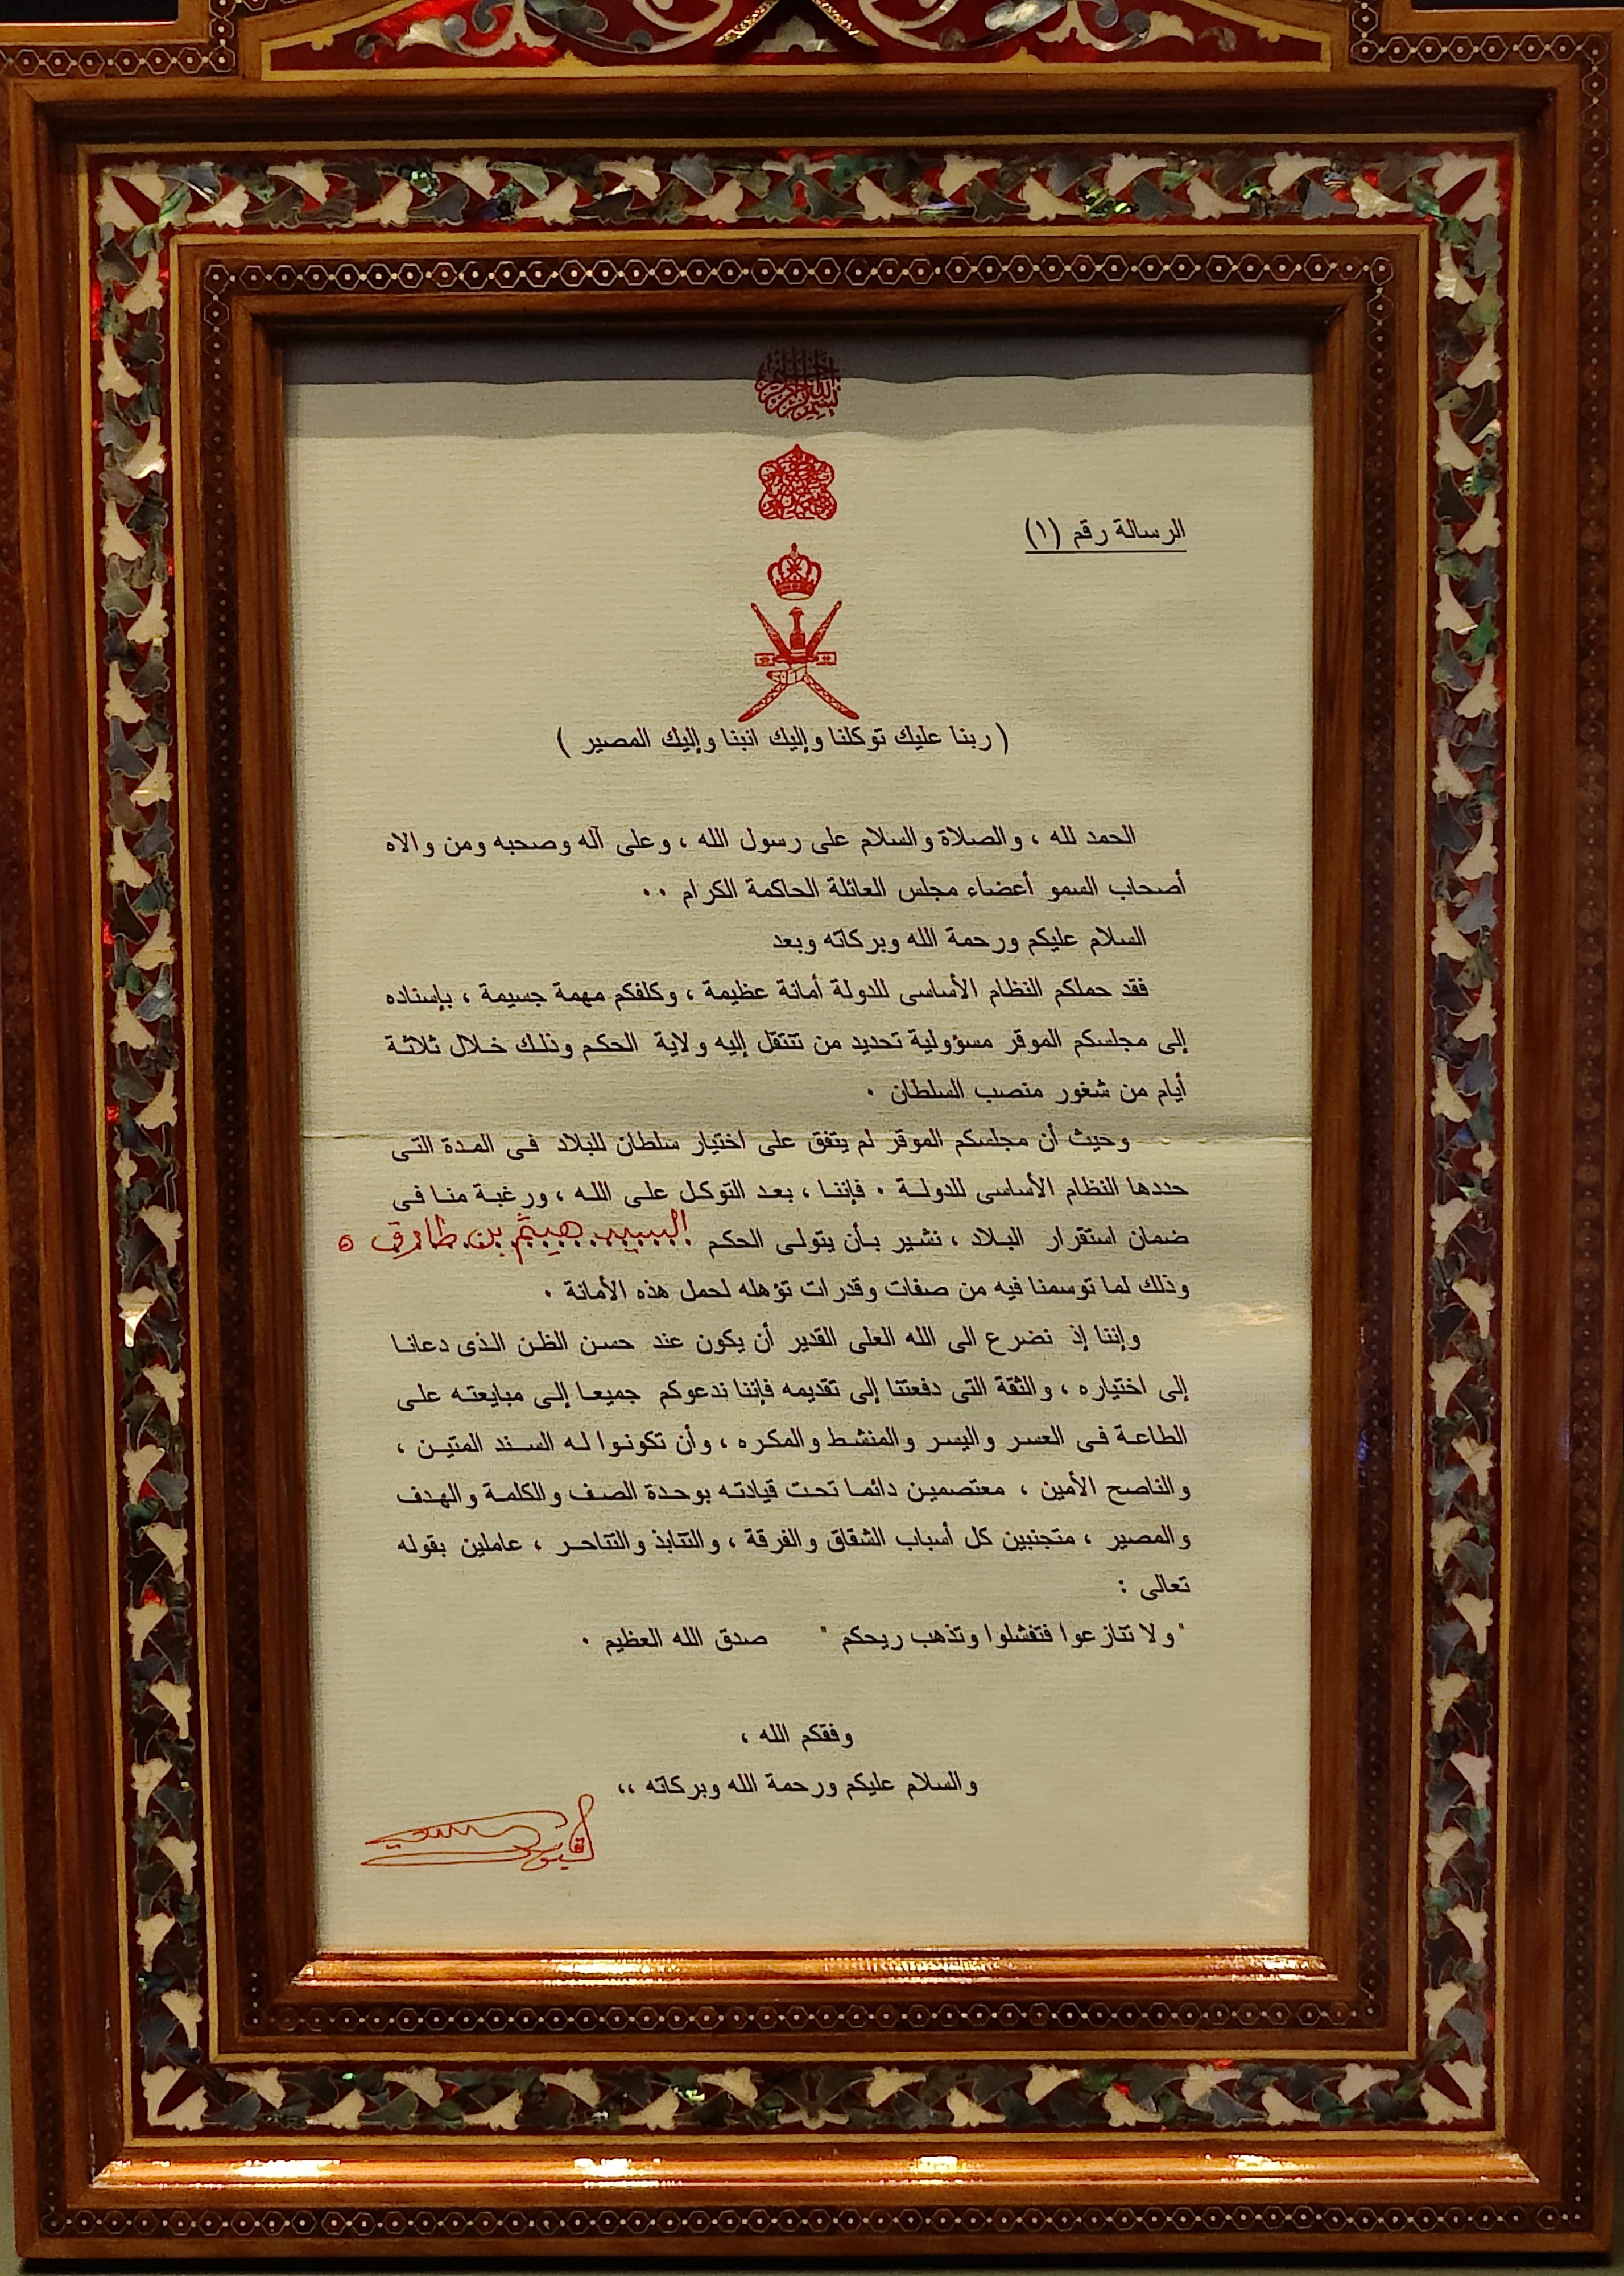 الرسالة رقم (١)
( ربنا عليك توكلنا وإليك انبنا وإليك المصير )
الحمد لله ، والصلاة والسلام على رسول الله ، وعلى آله وصحبه ومن والاه
أصحاب السمو أعضاء مجلس العائلة الحاكمة الكرام ..
السلام عليكم ورحمة الله وبركاته وبعد
فقد حملكم النظام الأساسى للدولة أمانة عظيمة ، وكلفكم مهمة جسيمة ، بإسناده
إلى مجلسكم الموقر مسؤولية تحديد من تنتقل إليه ولاية الحكم وذلك خلال ثلاثة
أيام من شغور منصب السلطان .
وحيث أن مجلسكم الموقر لم يتفق على اختيار سلطان للبلاد فى المدة التى
حددها النظام الأساسى للدولة . فإننا ، بعد التوكل على الله ، ورغبة منا فى
ضمان استقرار البلاد ، نشير بأن يتولى الحكم السيد هيثم بن طارق
وذلك لما توسمنا فيه من صفات وقدرات تؤهله لحمل هذه الأمانة .
وإننا إذ نضرع الى الله العلى القدير أن يكون عند حسن الظن الذى دعانا
إلى اختياره ، والثقة التى دفعتنا إلى تقديمه فإننا ندعوكم جميعا إلى مبايعته على
الطاعة فى العسر واليسر والمنشط والمكره ، وأن تكونوا له السند المتين ،
والناصح الأمين ، معتصمين دائما تحت قيادته بوحدة الصف والكلمة والهدف
والمصير ، متجنبين كل أسباب الشقاق والفرقة ، والتنابذ والتناحر ، عاملين بقوله
تعالى :
" ولا تنازعوا فتفشلوا وتذهب ريحكم " صدق الله العظيم .
وفقكم الله ،
والسلام عليكم ورحمة الله وبركاته ،،